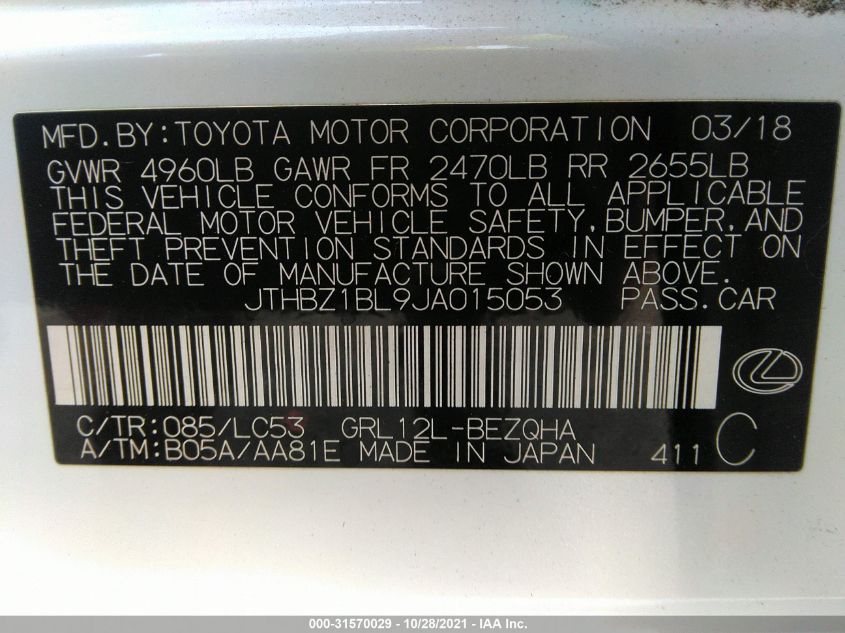 MFD.BY:TOYOTA MOTOR CORPORATION 03/18
GVWR 4960LB GAWR FR 2470LB RR 2655LB
THIS VEHICLE CONFORMS TO ALL APPLICABLE
FEDERAL MOTOR VEHICLE SAFETY,BUMPER,AND
THEFT PREVENTION STANDARDS IN EFFECT ON
THE DATE OF MANUFACTURE SHOWN ABOVE.
JTHBZ1BL9JA015053 PASS.CAR
C/TR:085/LC53 GRL12L-BEZQHA
A/TM:B05A/AA81E MADE IN JAPAN 411 C
000-31570029 - 10/28/2021 - IAA Inc.